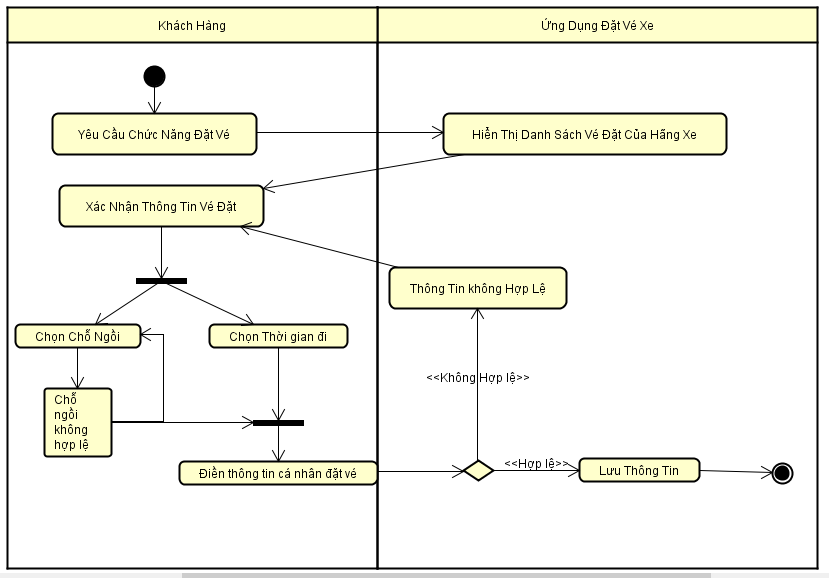 Khách Hàng
Ứng Dụng Đặt Vé Xe
Yêu Cầu Chức Năng Đặt Vé
Hiển Thị Danh Sách Vé Đặt Của Hãng Xe
Xác Nhận Thông Tin Vé Đặt
Thông Tin không Hợp Lệ
Chọn Chỗ Ngồi
Chọn Thời gian đi
<<Không Hợp lệ>>
Chỗ
ngồi
không
hợp lệ
Điền thông tin cá nhân đặt vé
<<Hợp lệ>>
Lưu Thông Tin